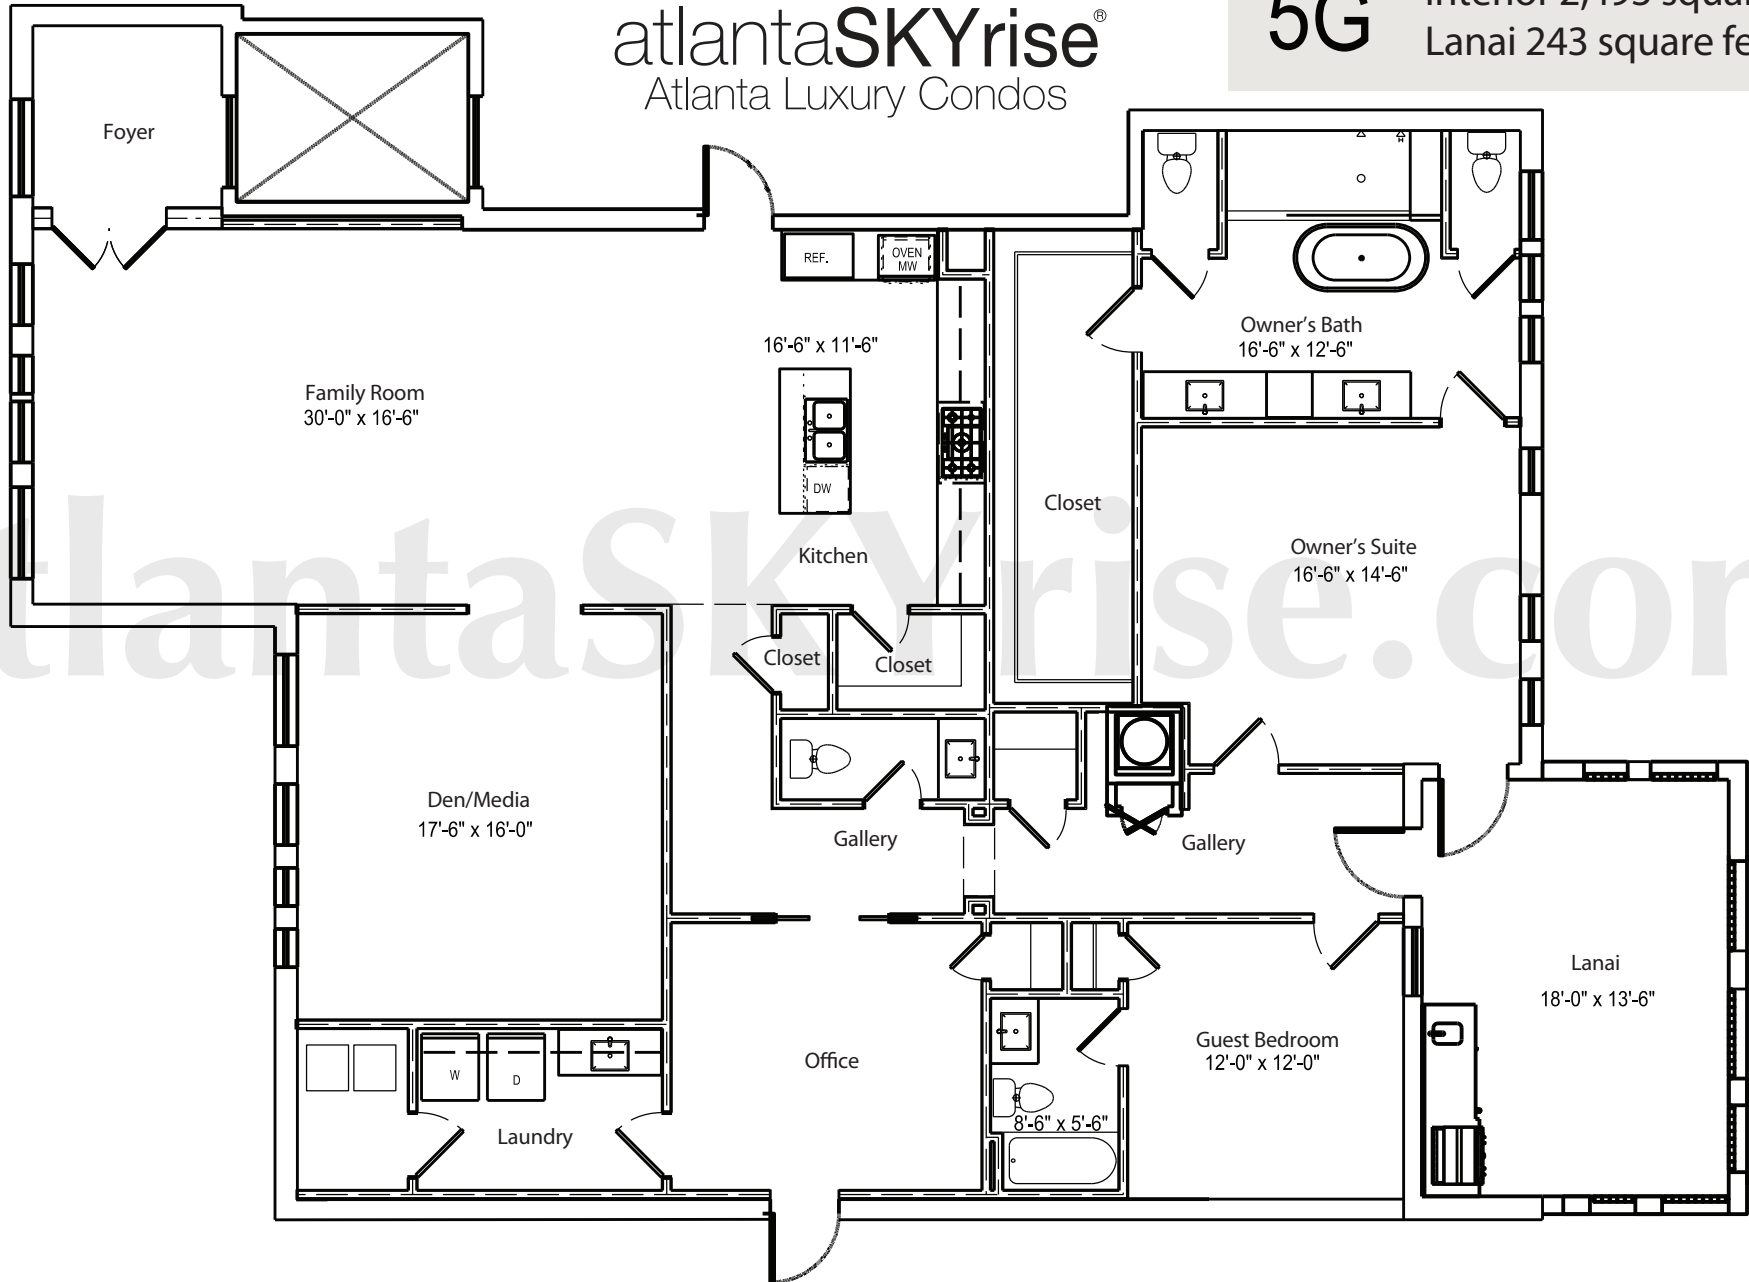 atlantaSKYrise®
Atlanta Luxury Condos
5G
Lanai 243 square
Foyer
REF.
OVEN
MW
16'-6" x 11'-6"
Owner's Bath
16'-6" x 12'-6"
Family Room
30'-0" x 16'-6"
DW
Closet
Kitchen
Owner's Suite
16'-6" x 14'-6"
tlantaSKYrise.co
Closet
Closet
Den/Media
17'-6" x 16'-0"
Gallery
Gallery
Lanai
18'-0" x 13'-6"
Guest Bedroom
12'-0" x 12'-0"
Office
W
D
8'-6" x 5'-6"
Laundry